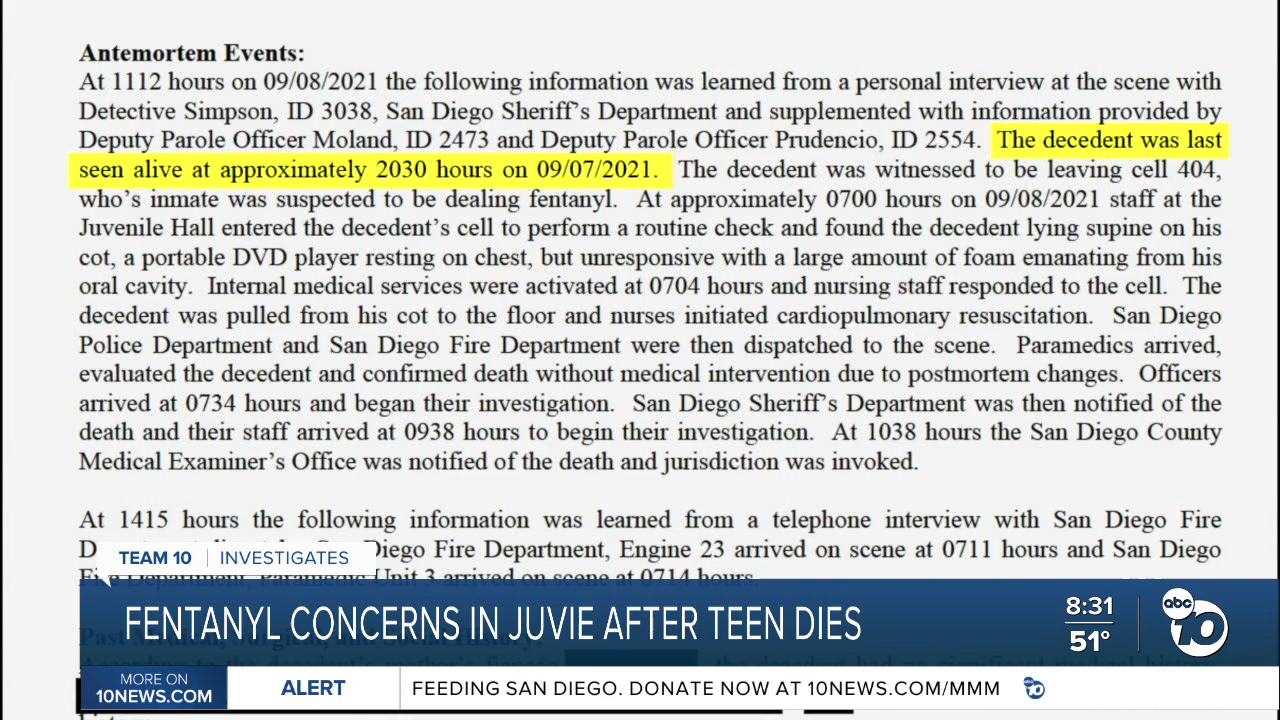 Antemortem Events:
At 1112 hours on 09/08/2021 the following information was learned from a personal interview at the scene with
Detective Simpson, ID 3038, San Diego Sheriff's Department and supplemented with information provided by
Deputy Parole Officer Moland, ID 2473 and Deputy Parole Officer Prudencio, ID 2554. The decedent was last
seen alive at approximately 2030 hours on 09/07/2021. The decedent was witnessed to be leaving cell 404,
who's inmate was suspected to be dealing fentanyl. At approximately 0700 hours on 09/08/2021 staff at the
Juvenile Hall entered the decedent's cell to perform a routine check and found the decedent lying supine on his
cot, a portable DVD player resting on chest, but unresponsive with a large amount of foam emanating from his
oral cavity. Internal medical services were activated at 0704 hours and nursing staff responded to the cell. The
decedent was pulled from his cot to the floor and nurses initiated cardiopulmonary resuscitation. San Diego
Police Department and San Diego Fire Department were then dispatched to the scene. Paramedics arrived,
evaluated the decedent and confirmed death without medical intervention due to postmortem changes. Officers
arrived at 0734 hours and began their investigation. San Diego Sheriff's Department was then notified of the
death and their staff arrived at 0938 hours to begin their investigation. At 1038 hours the San Diego County
Medical Examiner's Office was notified of the death and jurisdiction was invoked.
At 1415 hours the following information was learned from a telephone interview with San Diego Fire
Diego Fire Department, Engine 23 arrived on scene at 0711 hours and San Diego
Fire Department, Paramedic Unit 3 arrived on scene at 0714 hours.
TEAM 10 | INVESTIGATES
FENTANYL CONCERNS IN JUVIE AFTER TEEN DIES
8:31
51°
abc 10
MORE ON
10NEWS.COM
ALERT
FEEDING SAN DIEGO. DONATE NOW AT 10NEWS.COM/MMM